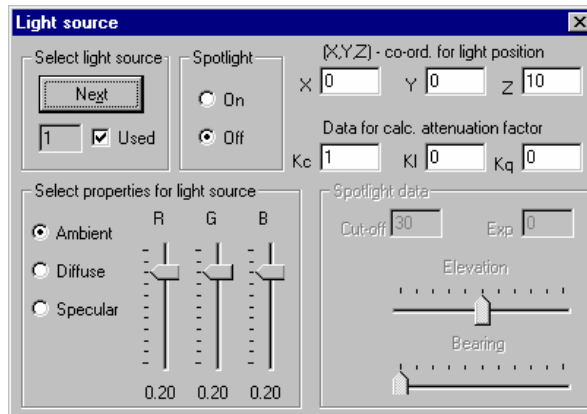 Light source
Select light source
Next
1 Used
Spotlight
On
Off
(X,Y,Z) - co-ord. for light position
X 0 Y 0 Z 10
Data for calc. attenuation factor
Kc 1 Kl 0 Kq 0
Select properties for light source
R G B
Ambient
Diffuse
Specular
0.20 0.20 0.20
Spotlight data
Cut-off 30 Exp 0
Elevation
Bearing